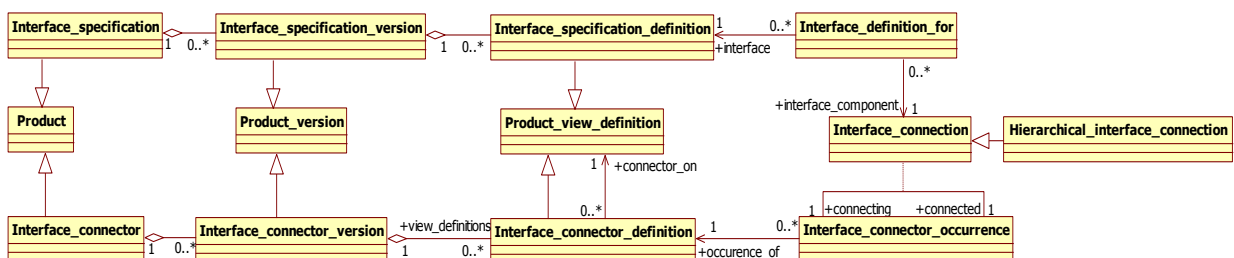 Interface_specification
Interface_specification_version
Interface_specification_definition
Interface_definition_for
1
0..*
1
0..*
1
+interface
0..*
0..*
+interface_component
1
Product
Product_version
Product_view_definition
Interface_connection
Hierarchical_interface_connection
1
+connector_on
0..*
+view_definitions
1
+connecting
+connected
1
Interface_connector
Interface_connector_version
Interface_connector_definition
Interface_connector_occurrence
1
0..*
1
0..*
1
+occurence_of
0..*